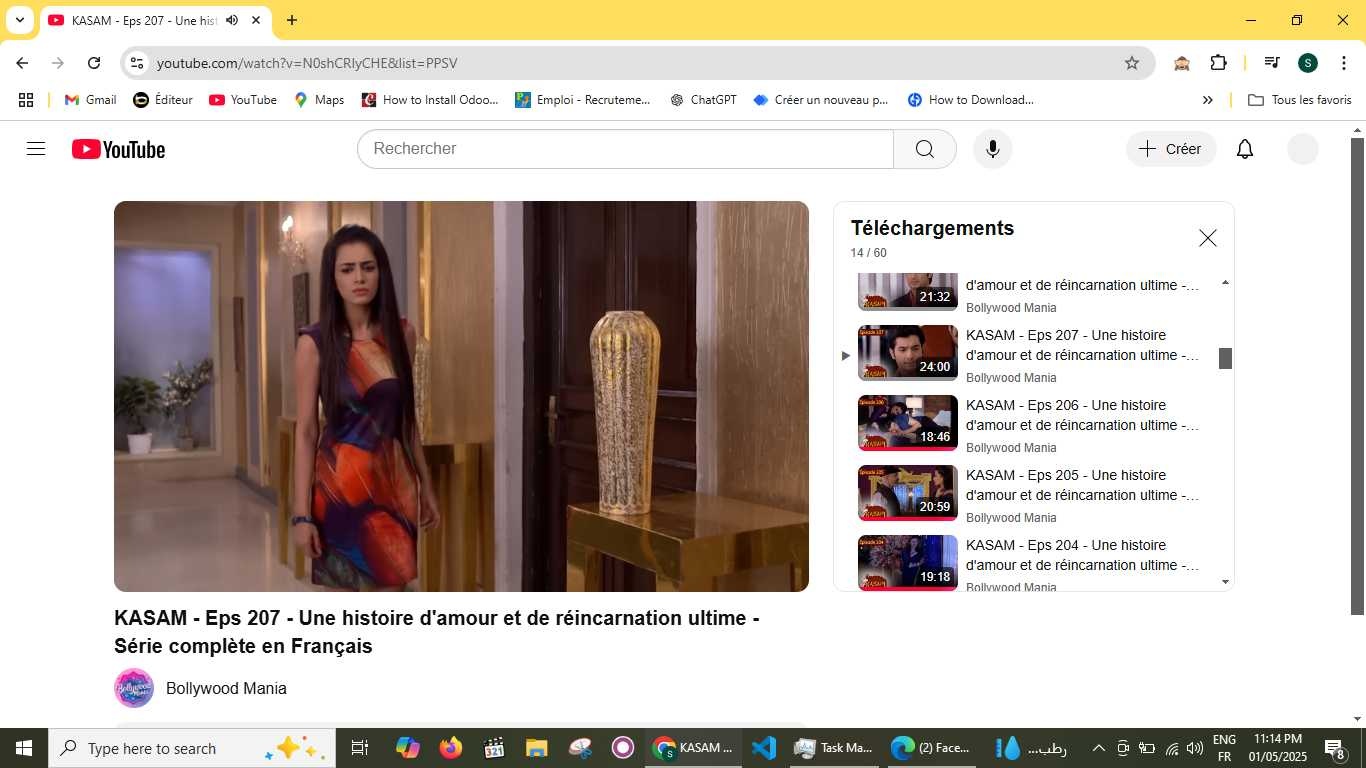 KASAM - Eps 207 - Une hist
youtube.com/watch?v=N0shCRlyCHE&list=PPSV
S
Gmail
Éditeur
YouTube
Maps
How to Install Odoo...
Emploi - Recruteme...
ChatGPT
Créer un nouveau p...
How to Download...
Tous les favoris
YouTube
Rechercher
Créer
Téléchargements
14 / 60
21:32
d'amour et de réincarnation ultime -...
Bollywood Mania
24:00
KASAM - Eps 207 - Une histoire
d'amour et de réincarnation ultime -...
Bollywood Mania
18:46
KASAM - Eps 206 - Une histoire
d'amour et de réincarnation ultime -...
Bollywood Mania
20:59
KASAM - Eps 205 - Une histoire
d'amour et de réincarnation ultime -...
Bollywood Mania
19:18
KASAM - Eps 204 - Une histoire
d'amour et de réincarnation ultime -...
Bollywood Mania
KASAM - Eps 207 - Une histoire d'amour et de réincarnation ultime -
Série complète en Français
Bollywood Mania
Type here to search
321
KASAM ...
Task Ma...
(2) Face...
رطب...
ENG
FR
11:14 PM
01/05/2025
8